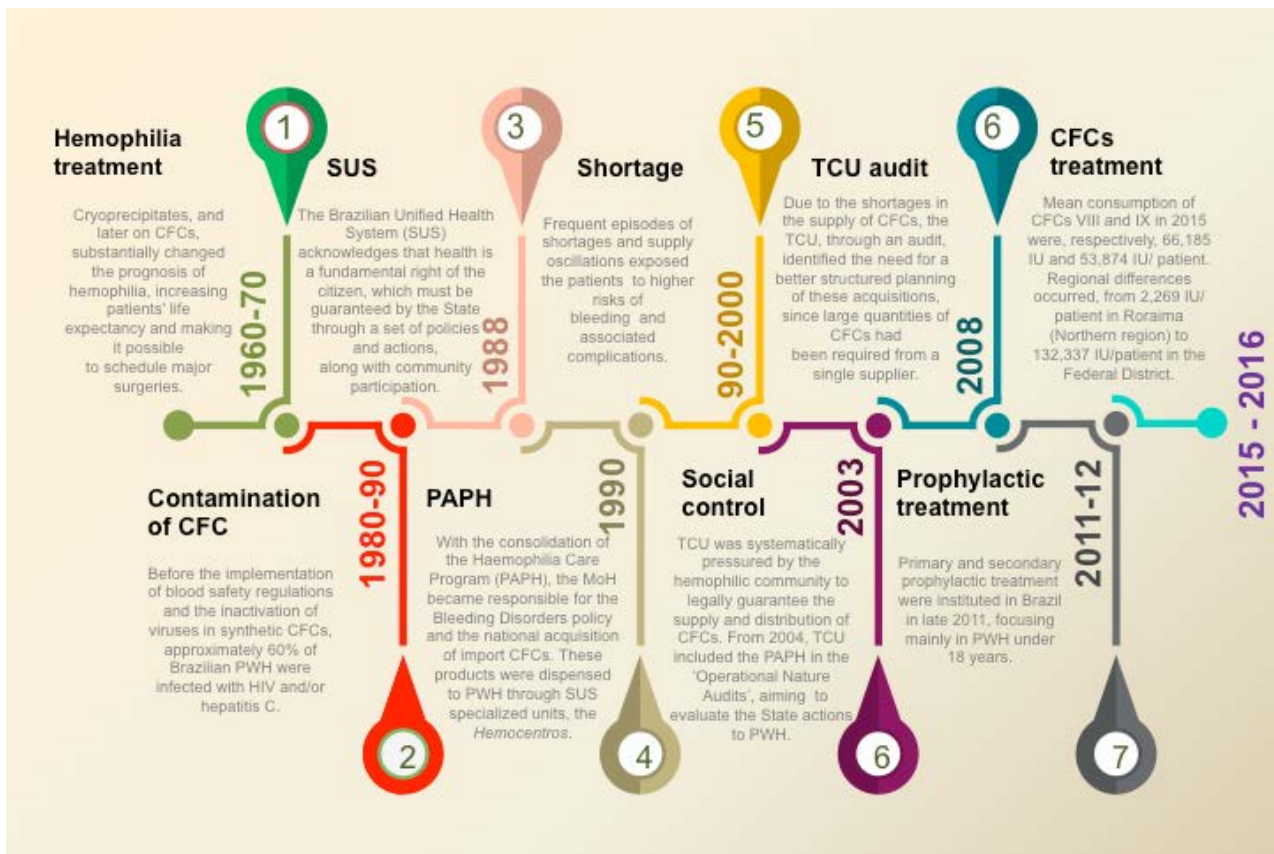 1
Hemophilia
treatment
Cryoprecipitates, and
later on CFCs,
substantially changed
the prognosis of
hemophilia, increasing
patients' life
expectancy and making
it possible
to schedule major
surgeries.
1960-70
Contamination
of CFC
Before the implementation
of blood safety regulations
and the inactivation of
viruses in synthetic CFCs,
approximately 60% of
Brazilian PWH were
infected with HIV and/or
hepatitis C.
1980-90
2
3
SUS
The Brazilian Unified Health
System (SUS)
acknowledges that health is
a fundamental right of the
citizen, which must be
guaranteed by the State
through a set of policies
and actions,
along with community
participation.
1988
PAPH
With the consolidation of
the Haemophilia Care
Program (PAPH), the MoH
became responsible for the
Bleeding Disorders policy
and the national acquisition
of import CFCs. These
products were dispensed
to PWH through SUS
specialized units, the
Hemocentros.
1990
4
5
Shortage
Frequent episodes of
shortages and supply
oscillations exposed
the patients to higher
risks of
bleeding and
associated
complications.
90-2000
Social
control
TCU was systematically
pressured by the
hemophilic community to
legally guarantee the
supply and distribution of
CFCs. From 2004, TCU
included the PAPH in the
'Operational Nature
Audits', aiming to
evaluate the State actions
to PWH.
2003
6
6
TCU audit
Due to the shortages in
the supply of CFCs, the
TCU, through an audit,
identified the need for a
better structured planning
of these acquisitions,
since large quantities of
CFCs had
been required from a
single supplier.
2008
Prophylactic
treatment
Primary and secondary
prophylactic treatment
were instituted in Brazil
in late 2011, focusing
mainly in PWH under
18 years.
2011-12
7
CFCs
treatment
Mean consumption of
CFCs VIII and IX in 2015
were, respectively, 66,185
IU and 53,874 IU/ patient.
Regional differences
occurred, from 2,269 IU/
patient in Roraima
(Northern region) to
132,337 IU/patient in the
Federal District.
2015 - 2016